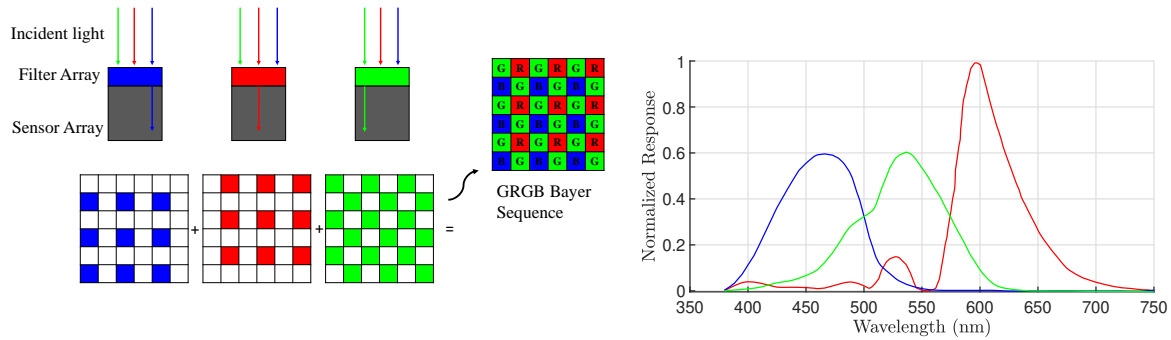 Incident light
Filter Array
Sensor Array
+
+
=
G R G R G R
B G B G B G
G R G R G R
B G B G B G
G R G R G R
B G B G B G
GRGB Bayer
Sequence
Normalized Response
1
0.8
0.6
0.4
0.2
0
350 400 450 500 550 600 650 700 750
Wavelength (nm)